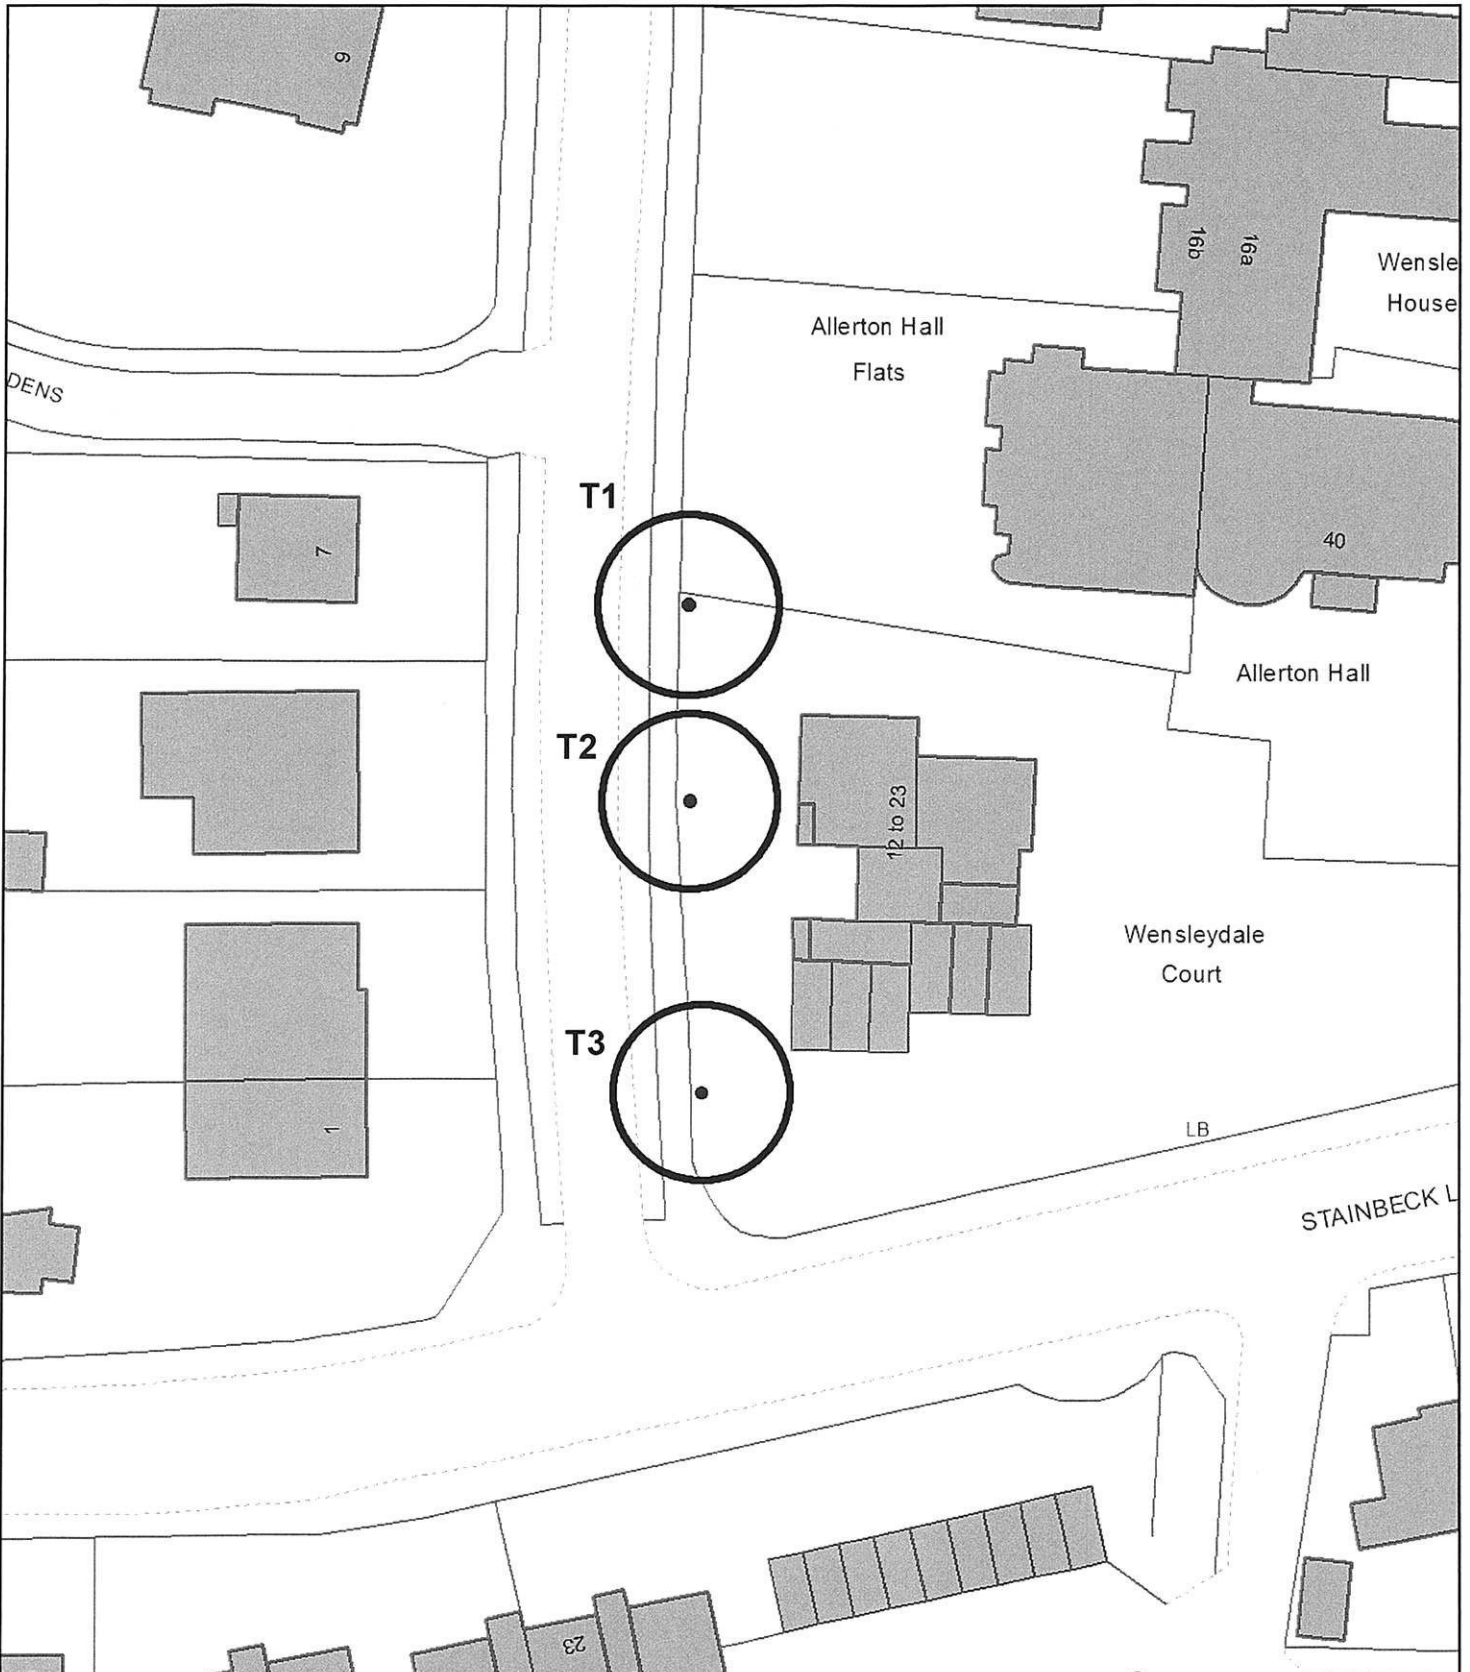 9
16b
16a
Wensle
House
Allerton Hall
Flats
DENS
T1
7
40
Allerton Hall
T2
12 to 23
Wensleydale
Court
T3
LB
1
STAINBECK L
23